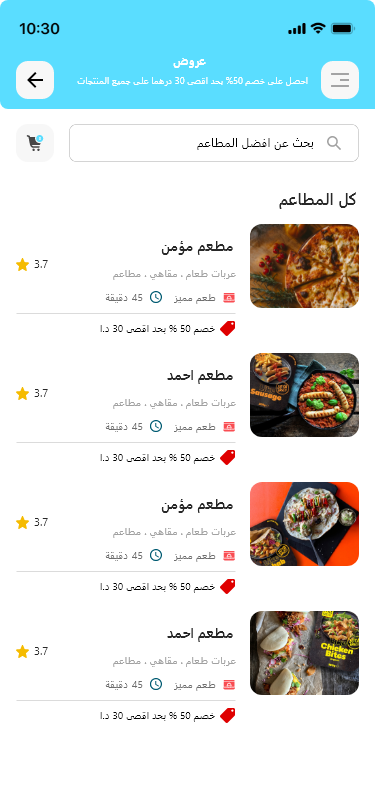 10:30
عروض
احصل على خصم 50% بحد اقصى 30 درهما على جميع المنتجات
بحث عن افضل المطاعم
كل المطاعم
مطعم مؤمن
3.7
عربات طعام ، مقاهي ، مطاعم
طعم مميز
45 دقيقة
خصم 50 % بحد اقصى 30 د.ا
مطعم احمد
3.7
عربات طعام ، مقاهي ، مطاعم
طعم مميز
45 دقيقة
خصم 50 % بحد اقصى 30 د.ا
Sausage
مطعم مؤمن
3.7
عربات طعام ، مقاهي ، مطاعم
طعم مميز
45 دقيقة
خصم 50 % بحد اقصى 30 د.ا
مطعم احمد
3.7
عربات طعام ، مقاهي ، مطاعم
طعم مميز
45 دقيقة
خصم 50 % بحد اقصى 30 د.ا
Chicken
Bites